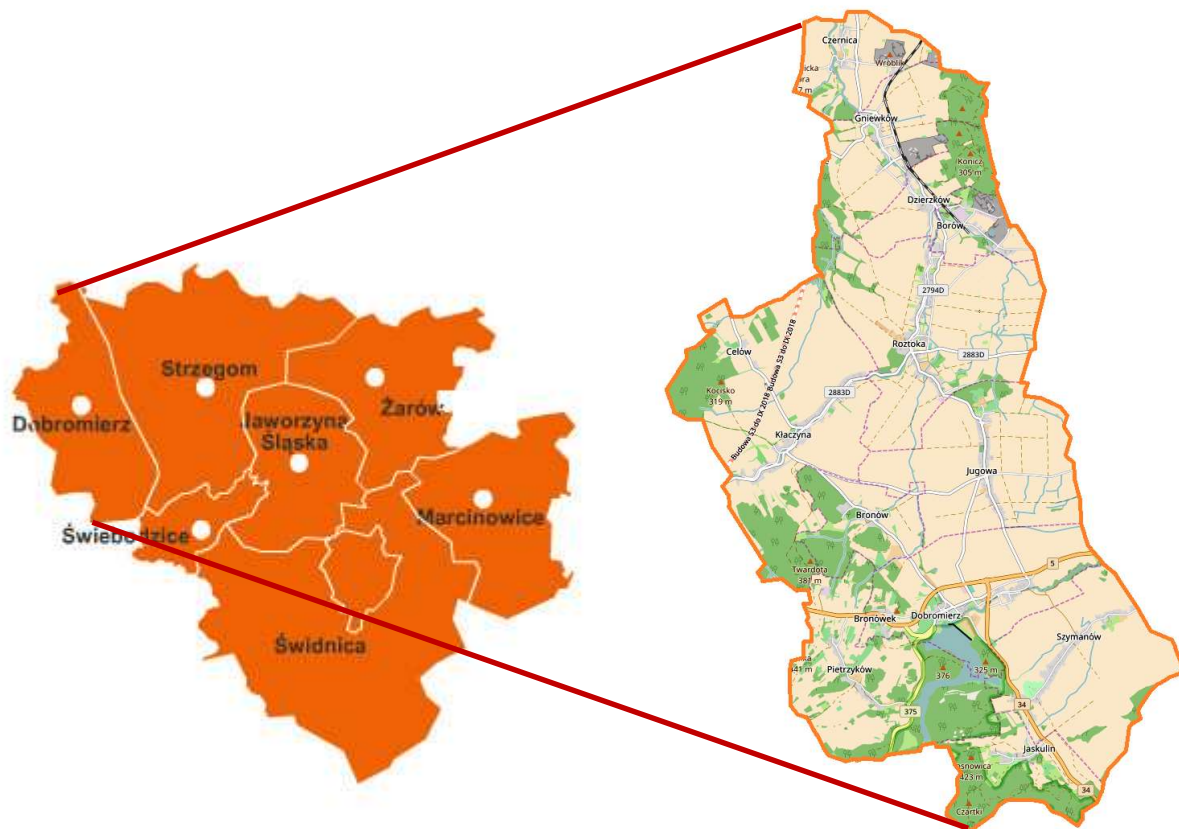 Strzegom
Dobromierz
Jaworzyna
Śląska
Żarów
Świebodzice
Marcinowice
Świdnica
Czernica
Wróblik
Gniewków
Konicz
305 m
Dzierzków
Borów
2794D
Budowa S3 do IX 2018 Budowa S3 do IX 2018
Celów
Roztoka
2883D
Kocisko
319 m
2883D
Kłaczyna
Jugowa
Bronów
Twardota
381 m
5
Bronówek
Dobromierz
Szymanów
Pietrzyków
376
325 m
375
34
Jaskulin
423 m
34
Czartki